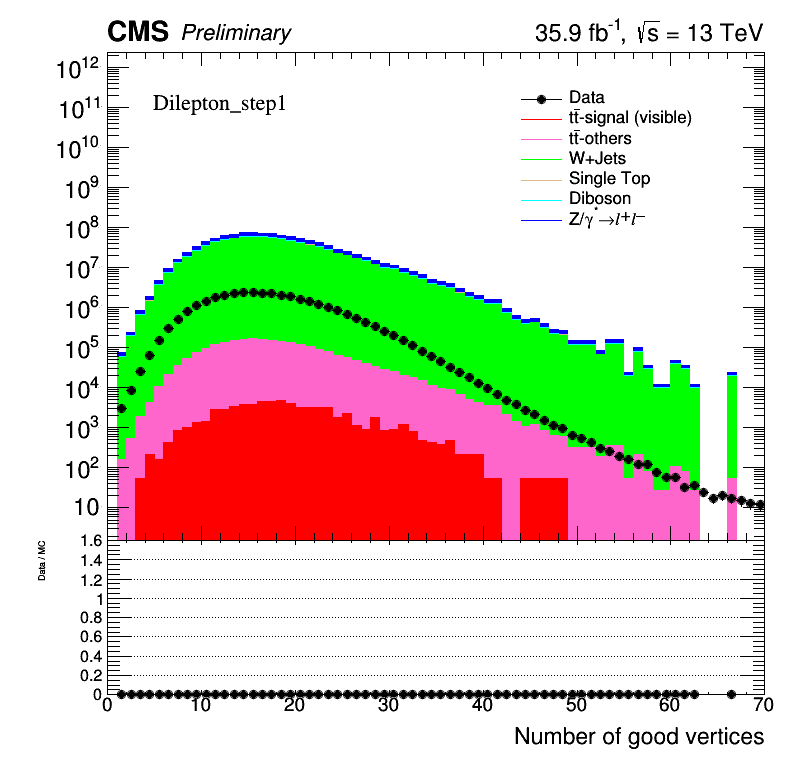 CMS Preliminary 35.9 fb⁻¹, √s = 13 TeV
Dilepton_step1
Data
tt̄-signal (visible)
tt̄-others
W+Jets
Single Top
Diboson
Z/γ*→l⁺l⁻
10¹²
10¹¹
10¹⁰
10⁹
10⁸
10⁷
10⁶
10⁵
10⁴
10³
10²
10
Data / MC
1.6
1.4
1.2
1
0.8
0.6
0.4
0.2
0
0 10 20 30 40 50 60 70
Number of good vertices